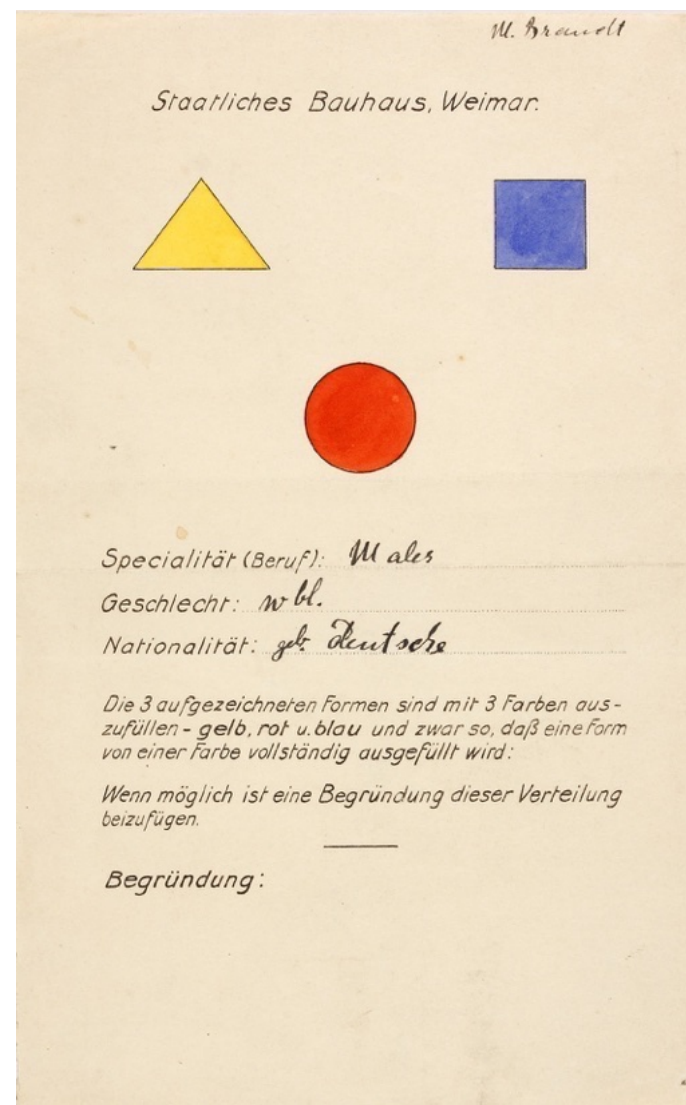 M. Brandt
Staatliches Bauhaus, Weimar.
Specialität (Beruf): Maler
Geschlecht: wbl.
Nationalität: geb. Deutsche
Die 3 aufgezeichneten Formen sind mit 3 Farben aus-
zufüllen - gelb, rot u. blau und zwar so, daß eine Form
von einer Farbe vollständig ausgefüllt wird:
Wenn möglich ist eine Begründung dieser Verteilung
beizufügen.
Begründung: